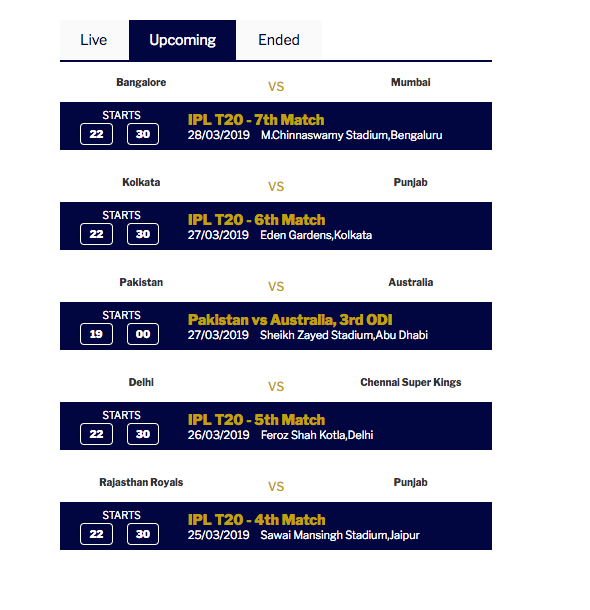 Live Upcoming Ended
Bangalore VS Mumbai
STARTS
22 30
IPL T20 - 7th Match
28/03/2019 M.Chinnaswamy Stadium,Bengaluru
Kolkata VS Punjab
STARTS
22 30
IPL T20 - 6th Match
27/03/2019 Eden Gardens,Kolkata
Pakistan VS Australia
STARTS
19 00
Pakistan vs Australia, 3rd ODI
27/03/2019 Sheikh Zayed Stadium,Abu Dhabi
Delhi VS Chennai Super Kings
STARTS
22 30
IPL T20 - 5th Match
26/03/2019 Feroz Shah Kotla,Delhi
Rajasthan Royals VS Punjab
STARTS
22 30
IPL T20 - 4th Match
25/03/2019 Sawai Mansingh Stadium,Jaipur